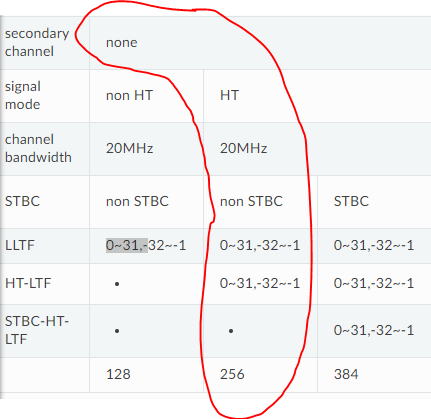 secondary channel none
signal mode non HT HT
channel bandwidth 20MHz 20MHz
STBC non STBC non STBC STBC
LLTF 0~31,-32~-1 0~31,-32~-1 0~31,-32~-1
HT-LTF • 0~31,-32~-1 0~31,-32~-1
STBC-HT-LTF • • 0~31,-32~-1
128 256 384